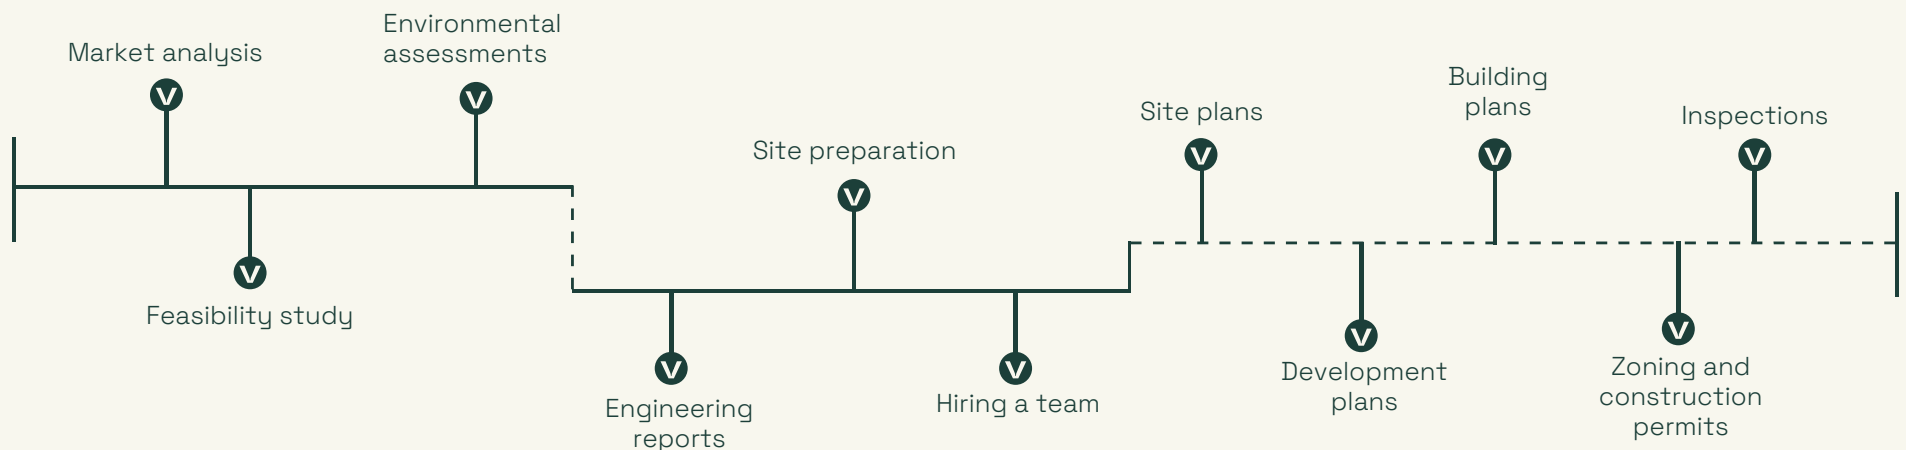 Market analysis
V
Feasibility study
V
Environmental
assessments
V
Engineering
reports
V
Site preparation
V
Hiring a team
V
Site plans
V
Development
plans
V
Building
plans
V
Zoning and
construction
permits
V
Inspections
V